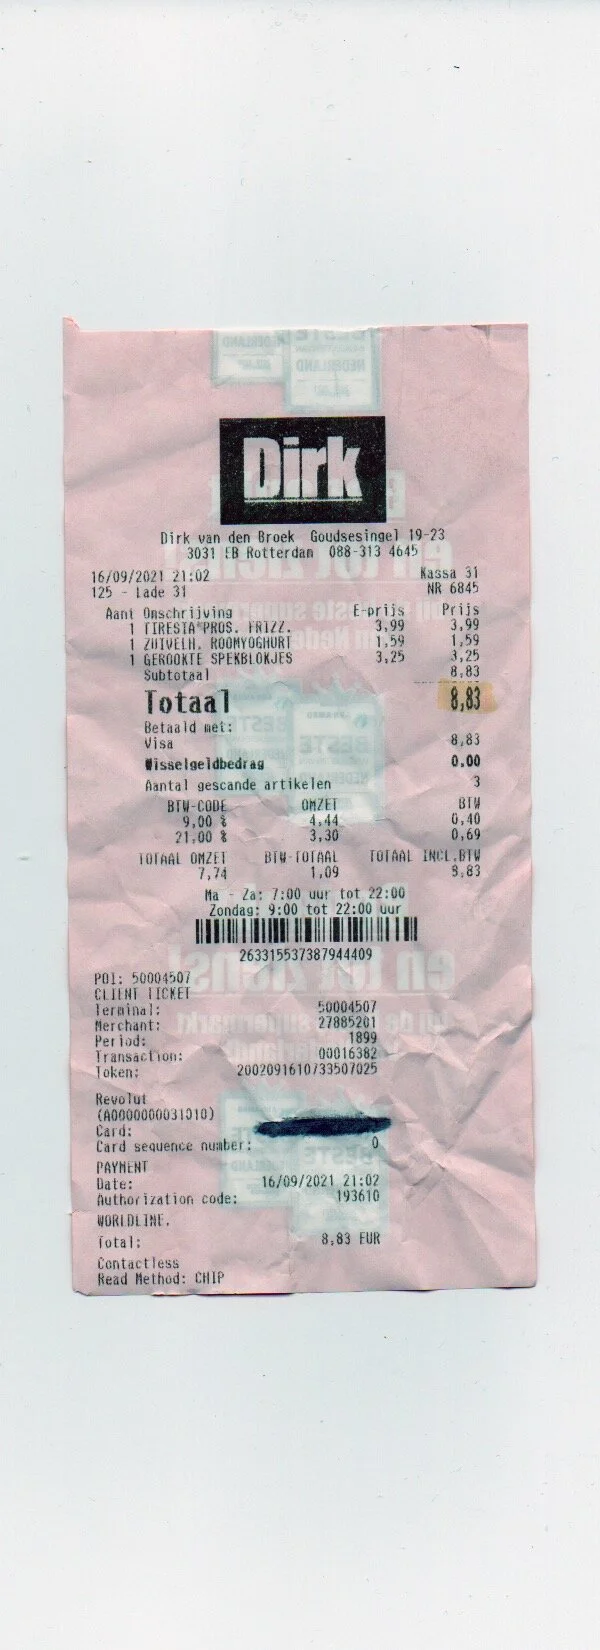 Dirk
Dirk van den Broek Goudsesingel 19-23
3031 EB Rotterdam 088-313 4645
16/09/2021 21:02 Kassa 31
125 - Lade 31 NR 6845
Aant Omschrijving E-prijs Prijs
1 TIRESIA*PROS. FRIZZ. 3,99 3,99
1 ZUIVELH. ROOMYOGHURT 1,59 1,59
1 GEROOKTE SPEKBLOKJES 3,25 3,25
Subtotaal 8,83
Totaal 8,83
Betaald met:
Visa 8,83
Wisselgeldbedrag 0.00
Aantal gescande artikelen 3
BTW-CODE OMZET BTW
9,00 % 4,44 0,40
21,00 % 3,30 0,69
TOTAAL OMZET BTW-TOTAAL TOTAAL INCL.BTW
7,74 1,09 8,83
Ma - Za: 7:00 uur tot 22:00
Zondag: 9:00 tot 22:00 uur
263315537387944409
POI: 50004507
CLIENT TICKET
Terminal: 50004507
Merchant: 27885201
Period: 1899
Transaction: 00016382
Token: 2002091610733507025
Revolut
(A0000000031010)
Card:
Card sequence number: 0
PAYMENT
Date: 16/09/2021 21:02
Authorization code: 193610
WORLDLINE.
Total: 8,83 EUR
Contactless
Read Method: CHIP